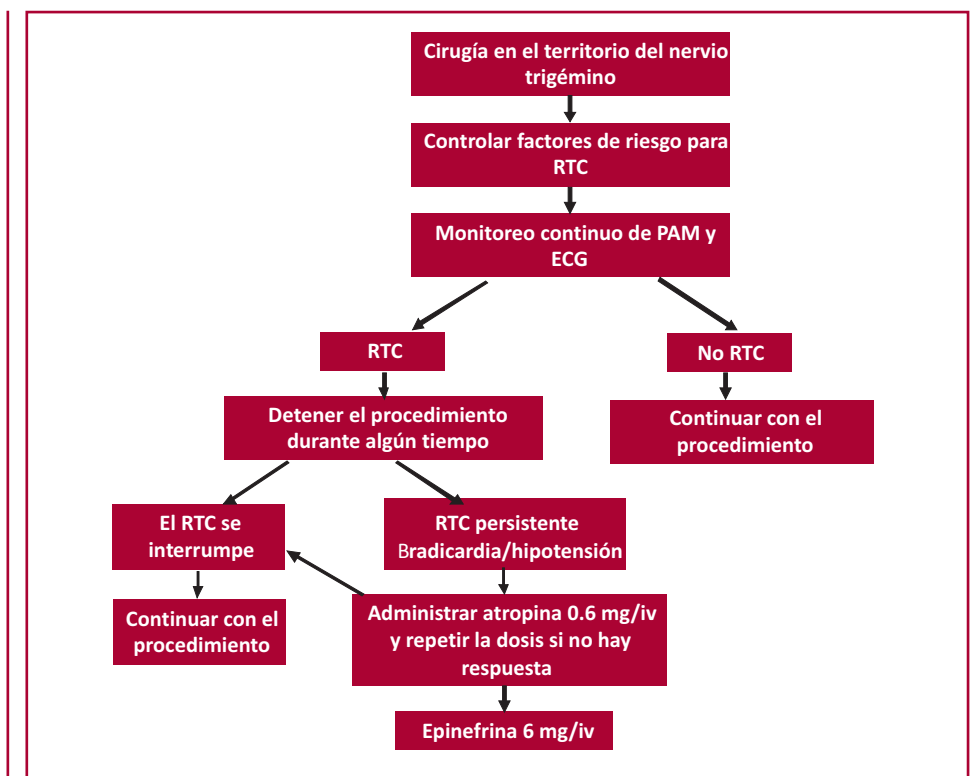 Cirugía en el territorio del nervio
trigémino
Controlar factores de riesgo para
RTC
Monitoreo continuo de PAM y
ECG
RTC
No RTC
Detener el procedimiento
durante algún tiempo
Continuar con el
procedimiento
El RTC se
interrumpe
RTC persistente
Bradicardia/hipotensión
Continuar con el
procedimiento
Administrar atropina 0.6 mg/iv
y repetir la dosis si no hay
respuesta
Epinefrina 6 mg/iv